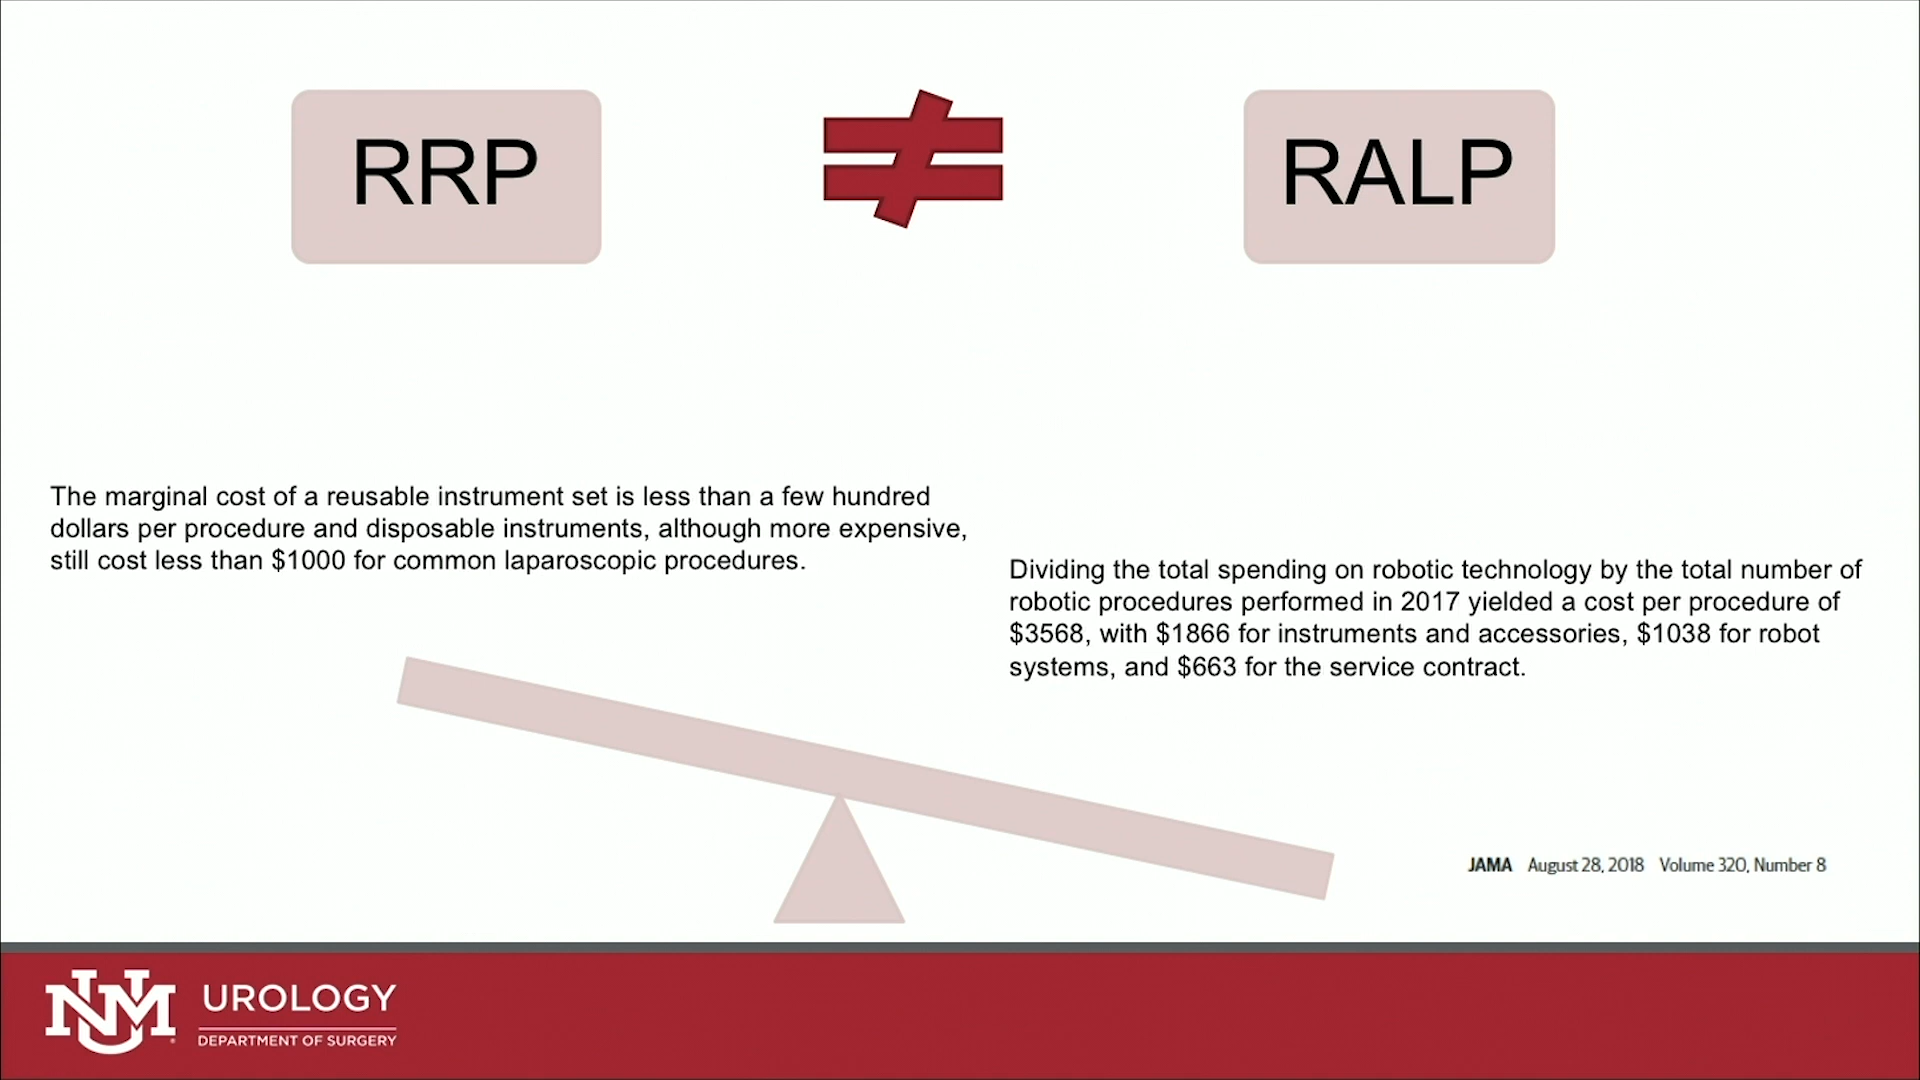 RRP
RALP
The marginal cost of a reusable instrument set is less than a few hundred
dollars per procedure and disposable instruments, although more expensive,
still cost less than $1000 for common laparoscopic procedures.
Dividing the total spending on robotic technology by the total number of
robotic procedures performed in 2017 yielded a cost per procedure of
$3568, with $1866 for instruments and accessories, $1038 for robot
systems, and $663 for the service contract.
JAMA August 28, 2018 Volume 320, Number 8
NUM UROLOGY
DEPARTMENT OF SURGERY